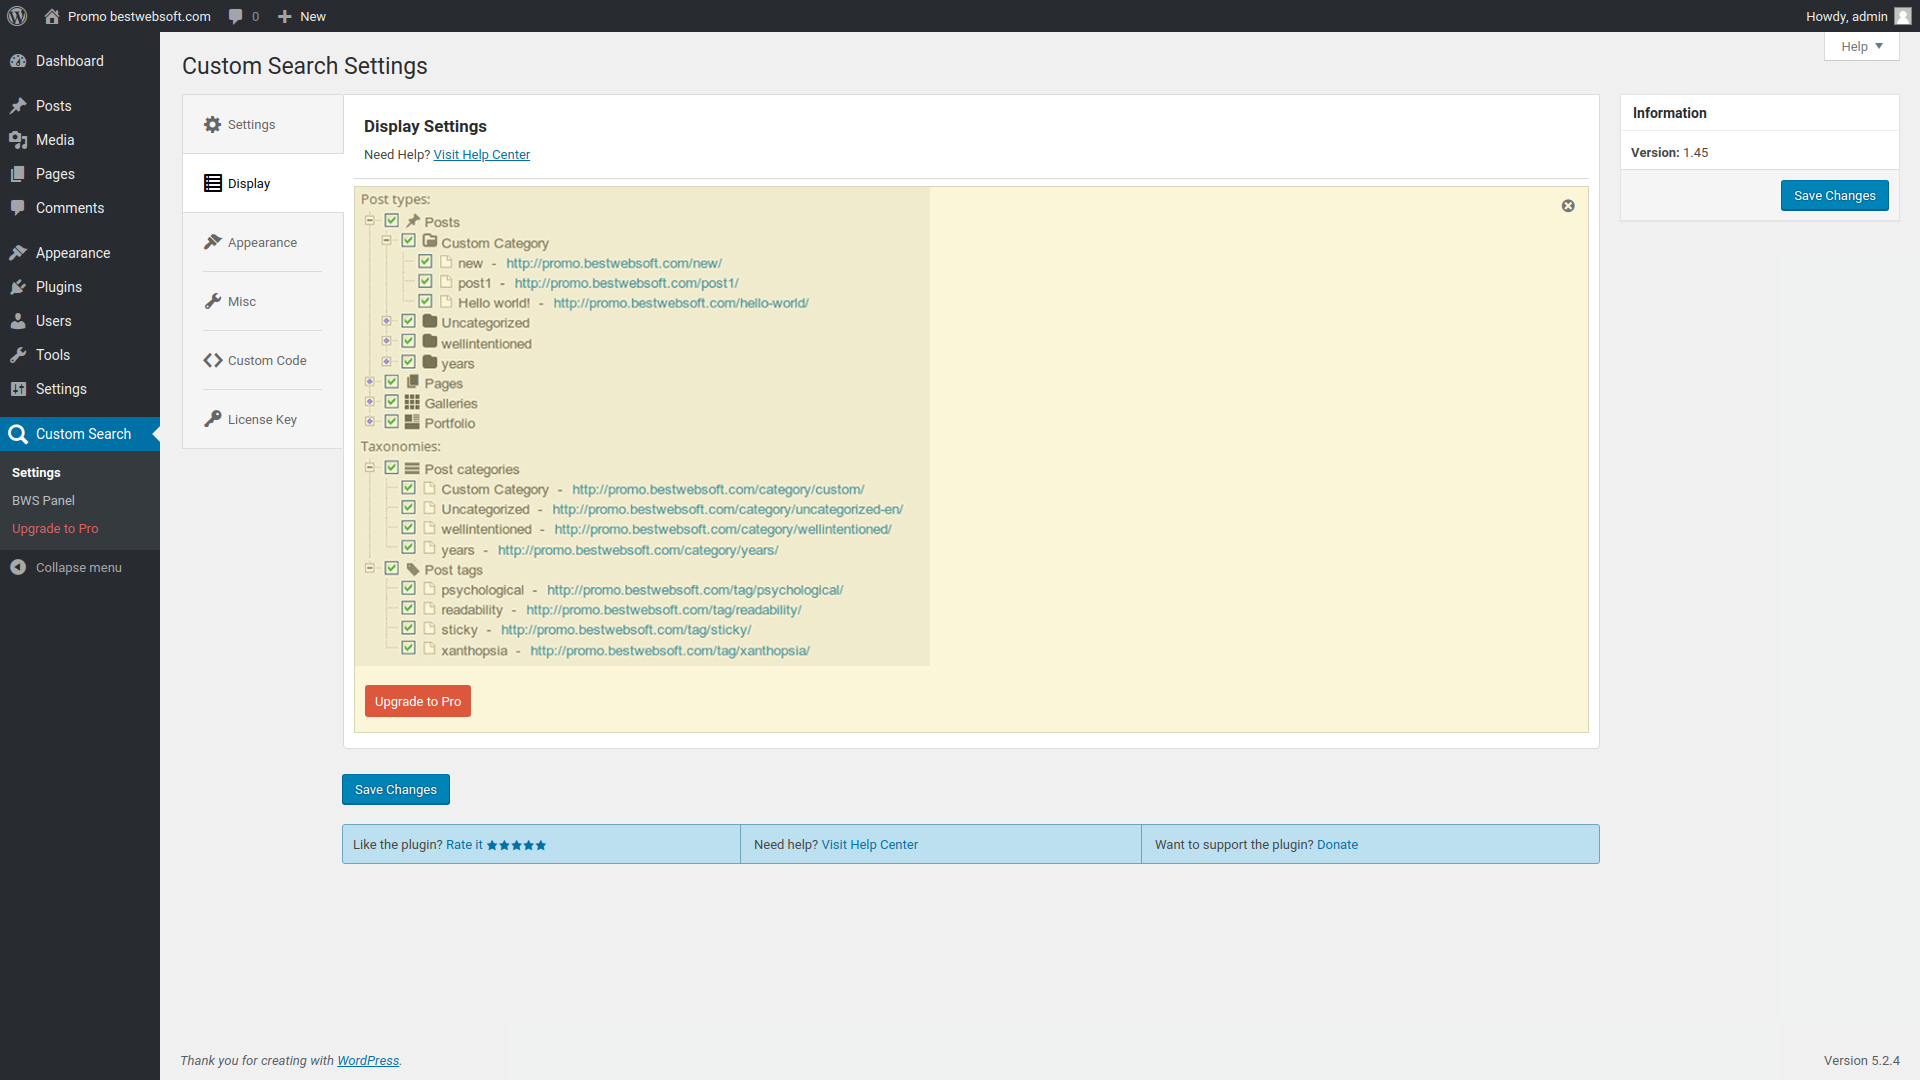 Promo bestwebsoft.com 0 New Howdy, admin
Help
Dashboard
Posts
Media
Pages
Comments
Appearance
Plugins
Users
Tools
Settings
Custom Search
Settings
BWS Panel
Upgrade to Pro
Collapse menu
Custom Search Settings
Settings
Display
Appearance
Misc
Custom Code
License Key
Display Settings
Need Help? Visit Help Center
Post types:
Posts
Custom Category
new - http://promo.bestwebsoft.com/new/
post1 - http://promo.bestwebsoft.com/post1/
Hello world! - http://promo.bestwebsoft.com/hello-world/
Uncategorized
wellintentioned
years
Pages
Galleries
Portfolio
Taxonomies:
Post categories
Custom Category - http://promo.bestwebsoft.com/category/custom/
Uncategorized - http://promo.bestwebsoft.com/category/uncategorized-en/
wellintentioned - http://promo.bestwebsoft.com/category/wellintentioned/
years - http://promo.bestwebsoft.com/category/years/
Post tags
psychological - http://promo.bestwebsoft.com/tag/psychological/
readability - http://promo.bestwebsoft.com/tag/readability/
sticky - http://promo.bestwebsoft.com/tag/sticky/
xanthopsia - http://promo.bestwebsoft.com/tag/xanthopsia/
Upgrade to Pro
Save Changes
Like the plugin? Rate it ★★★★★
Need help? Visit Help Center
Want to support the plugin? Donate
Information
Version: 1.45
Save Changes
Thank you for creating with WordPress.
Version 5.2.4